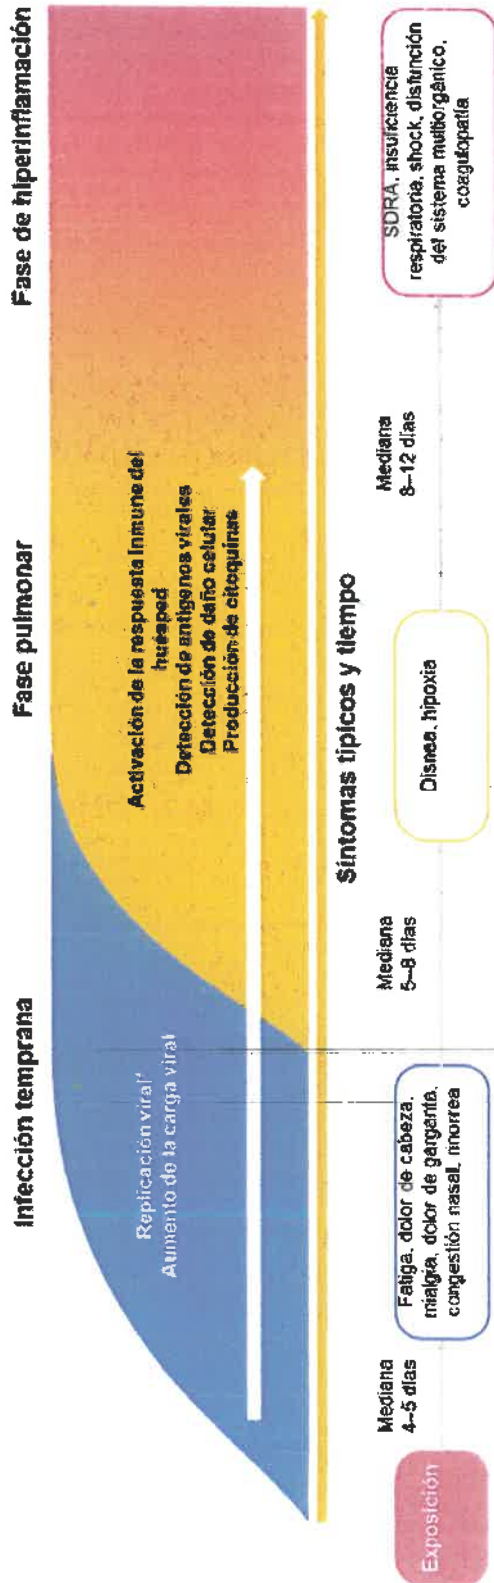 Infección temprana
Fase pulmonar
Fase de hiperinflamación
Replicación viral*
Aumento de la carga viral
Activación de la respuesta inmune del
huésped
Detección de antígenos virales
Detección de daño celular
Producción de citoquinas
Síntomas típicos y tiempo
Exposición
Mediana
4–5 días
Fatiga, dolor de cabeza,
mialgia, dolor de garganta,
congestión nasal, rinorrea
Mediana
5–8 días
Disnea, hipoxia
Mediana
8–12 días
SDRA, insuficiencia
respiratoria, shock, disfunción
del sistema multiorgánico,
coagulopatía